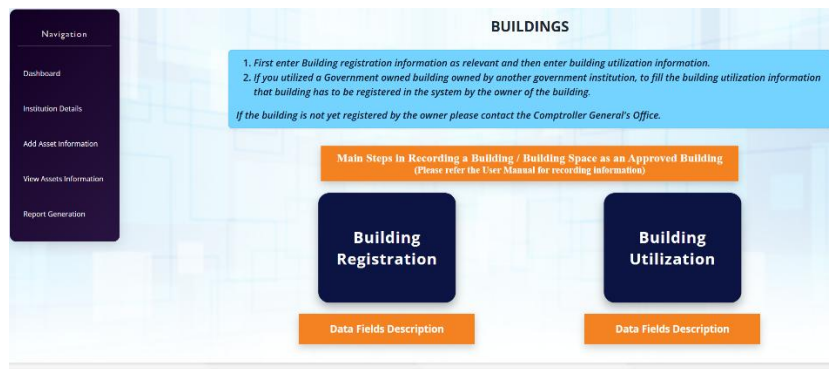 Navigation
Dashboard
Institution Details
Add Asset Information
View Assets Information
Report Generation
BUILDINGS
1. First enter Building registration information as relevant and then enter building utilization information.
2. If you utilized a Government owned building owned by another government institution, to fill the building utilization information
that building has to be registered in the system by the owner of the building.
If the building is not yet registered by the owner please contact the Comptroller General's Office.
Main Steps in Recording a Building / Building Space as an Approved Building
(Please refer the User Manual for recording information)
Building
Registration
Building
Utilization
Data Fields Description
Data Fields Description